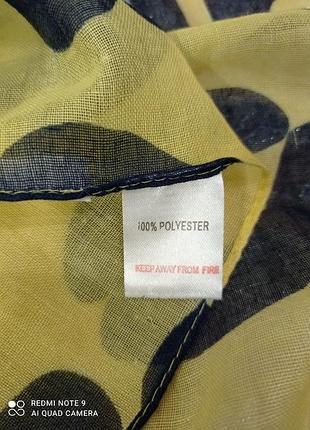 100% POLYESTER
KEEP AWAY FROM FIRE
REDMI NOTE 9
AI QUAD CAMERA